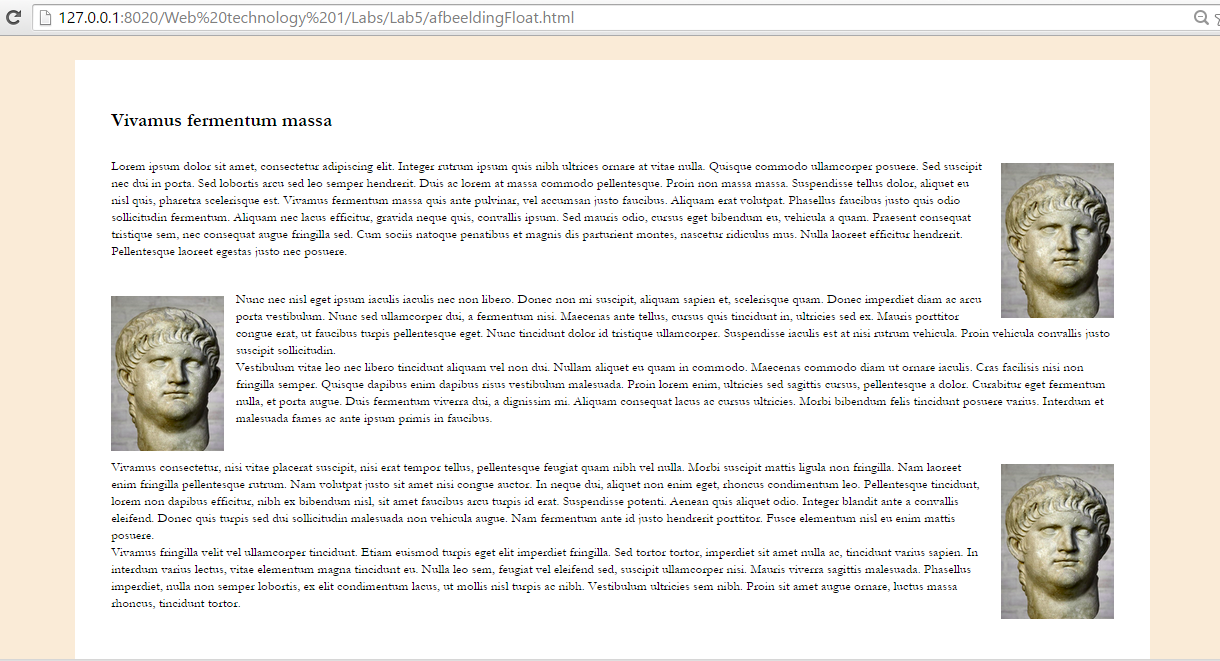 127.0.0.1:8020/Web%20technology%201/Labs/Lab5/afbeeldingFloat.html
Vivamus fermentum massa
Lorem ipsum dolor sit amet, consectetur adipiscing elit. Integer rutrum ipsum quis nibh ultrices ornare at vitae nulla. Quisque commodo ullamcorper posuere. Sed suscipit
nec dui in porta. Sed lobortis arcu sed leo semper hendrerit. Duis ac lorem at massa commodo pellentesque. Proin non massa massa. Suspendisse tellus dolor, aliquet eu
nisl quis, pharetra scelerisque est. Vivamus fermentum massa quis ante pulvinar, vel accumsan justo faucibus. Aliquam erat volutpat. Phasellus faucibus justo quis odio
sollicitudin fermentum. Aliquam nec lacus efficitur, gravida neque quis, convallis ipsum. Sed mauris odio, cursus eget bibendum eu, vehicula a quam. Praesent consequat
tristique sem, nec consequat augue fringilla sed. Cum sociis natoque penatibus et magnis dis parturient montes, nascetur ridiculus mus. Nulla laoreet efficitur hendrerit.
Pellentesque laoreet egestas justo nec posuere.
Nunc nec nisl eget ipsum iaculis iaculis nec non libero. Donec non mi suscipit, aliquam sapien et, scelerisque quam. Donec imperdiet diam ac arcu
porta vestibulum. Nunc sed ullamcorper dui, a fermentum nisi. Maecenas ante tellus, cursus quis tincidunt in, ultricies sed ex. Mauris porttitor
congue erat, ut faucibus turpis pellentesque eget. Nunc tincidunt dolor id tristique ullamcorper. Suspendisse iaculis est at nisi rutrum vehicula. Proin vehicula convallis justo
suscipit sollicitudin.
Vestibulum vitae leo nec libero tincidunt aliquam vel non dui. Nullam aliquet eu quam in commodo. Maecenas commodo diam ut ornare iaculis. Cras facilisis nisi non
fringilla semper. Quisque dapibus enim dapibus risus vestibulum malesuada. Proin lorem enim, ultricies sed sagittis cursus, pellentesque a dolor. Curabitur eget fermentum
nulla, et porta augue. Duis fermentum viverra dui, a dignissim mi. Aliquam consequat lacus ac cursus ultricies. Morbi bibendum felis tincidunt posuere varius. Interdum et
malesuada fames ac ante ipsum primis in faucibus.
Vivamus consectetur, nisi vitae placerat suscipit, nisi erat tempor tellus, pellentesque feugiat quam nibh vel nulla. Morbi suscipit mattis ligula non fringilla. Nam laoreet
enim fringilla pellentesque rutrum. Nam volutpat justo sit amet nisi congue auctor. In neque dui, aliquet non enim eget, rhoncus condimentum leo. Pellentesque tincidunt,
lorem non dapibus efficitur, nibh ex bibendum nisl, sit amet faucibus arcu turpis id erat. Suspendisse potenti. Aenean quis aliquet odio. Integer blandit ante a convallis
eleifend. Donec quis turpis sed dui sollicitudin malesuada non vehicula augue. Nam fermentum ante id justo hendrerit porttitor. Fusce elementum nisl eu enim mattis
posuere.
Vivamus fringilla velit vel ullamcorper tincidunt. Etiam euismod turpis eget elit imperdiet fringilla. Sed tortor tortor, imperdiet sit amet nulla ac, tincidunt varius sapien. In
interdum varius lectus, vitae elementum magna tincidunt eu. Nulla leo sem, feugiat vel eleifend sed, suscipit ullamcorper nisi. Mauris viverra sagittis malesuada. Phasellus
imperdiet, nulla non semper lobortis, ex elit condimentum lacus, ut mollis nisl turpis ac nibh. Vestibulum ultricies sem nibh. Proin sit amet augue ornare, luctus massa
rhoncus, tincidunt tortor.